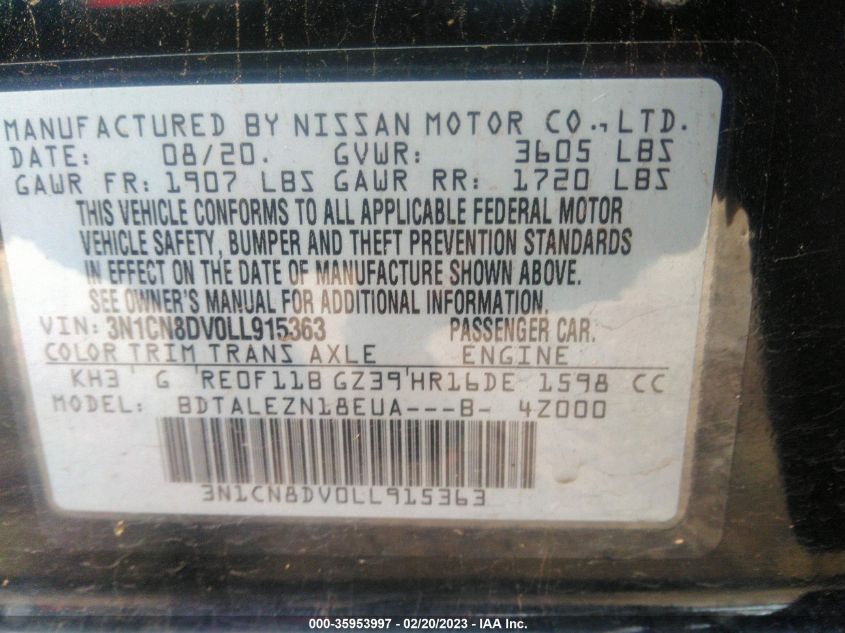 MANUFACTURED BY NISSAN MOTOR CO., LTD.
DATE: 08/20. GVWR: 3605 LBS
GAWR FR: 1907 LBS GAWR RR: 1720 LBS
THIS VEHICLE CONFORMS TO ALL APPLICABLE FEDERAL MOTOR
VEHICLE SAFETY, BUMPER AND THEFT PREVENTION STANDARDS
IN EFFECT ON THE DATE OF MANUFACTURE SHOWN ABOVE.
SEE OWNER'S MANUAL FOR ADDITIONAL INFORMATION.
VIN: 3N1CN8DV0LL915363 PASSENGER CAR.
COLOR TRIM TRANS AXLE ENGINE
KH3 G RE0F11B GZ39 HR16DE 1598 CC
MODEL: BDTALEZN18EUA---B- 4Z000
3N1CN8DV0LL915363
000-35953997 - 02/20/2023 - IAA Inc.